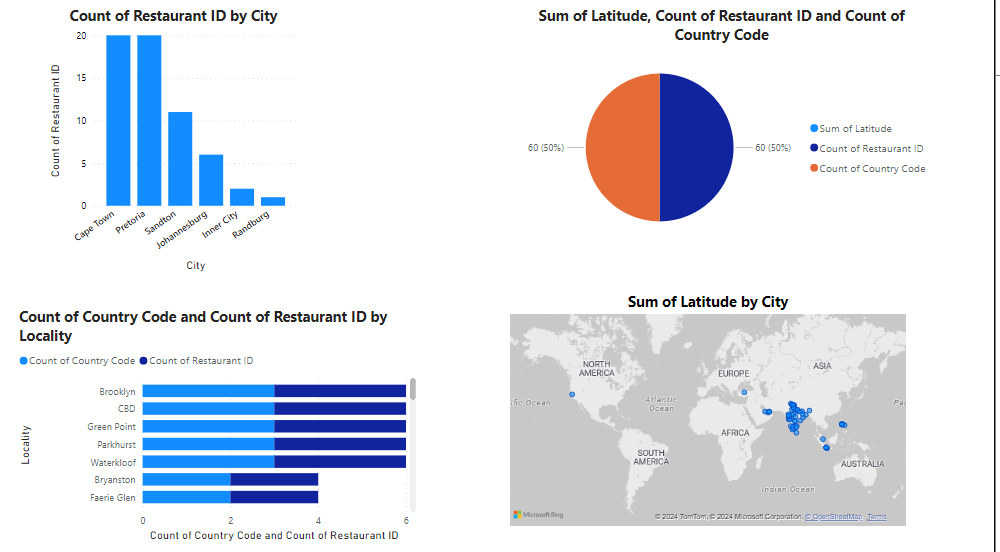 Count of Restaurant ID by City
20
15
10
5
0
Count of Restaurant ID
Cape Town
Pretoria
Sandton
Johannesburg
Inner City
Randburg
City
Sum of Latitude, Count of Restaurant ID and Count of
Country Code
60 (50%)
60 (50%)
Sum of Latitude
Count of Restaurant ID
Count of Country Code
Count of Country Code and Count of Restaurant ID by
Locality
Count of Country Code Count of Restaurant ID
Locality
Brooklyn
CBD
Green Point
Parkhurst
Waterkloof
Bryanston
Faerie Glen
0 2 4 6
Count of Country Code and Count of Restaurant ID
Sum of Latitude by City
NORTH
AMERICA
EUROPE
ASIA
fic Ocean
Atlantic
Ocean
Pa
AFRICA
SOUTH
AMERICA
AUSTRALIA
Indian Ocean
Microsoft Bing
© 2024 TomTom, © 2024 Microsoft Corporation, © OpenStreetMap Terms